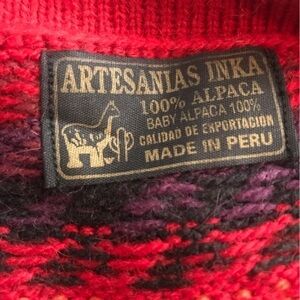 ARTESANIAS INKA
100% ALPACA
BABY ALPACA 100%
CALIDAD DE EXPORTACION
MADE IN PERU